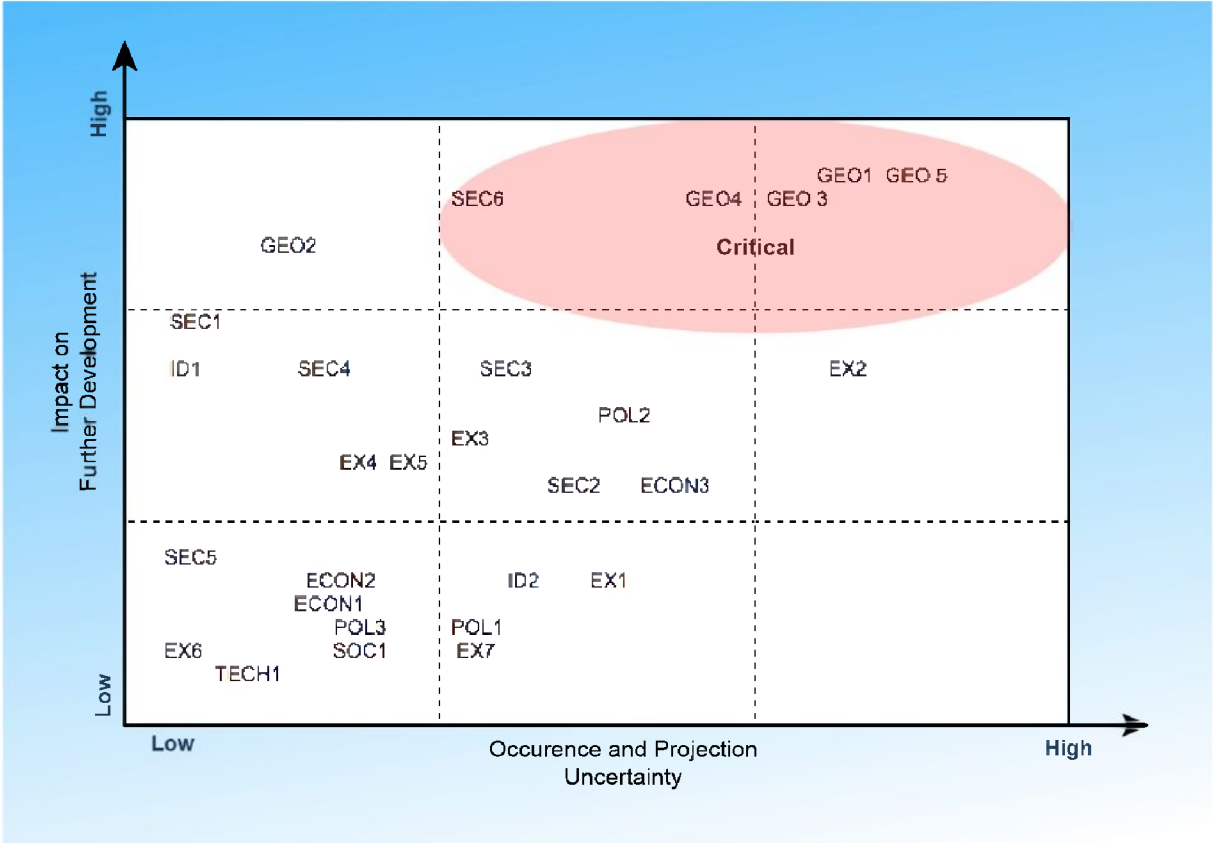 High
GEO1 GEO 5
SEC6 GEO4 GEO 3
GEO2 Critical
SEC1
ID1 SEC4 SEC3 EX2
POL2
EX3
EX4 EX5
SEC2 ECON3
Impact on
Further Development
SEC5
ECON2 ID2 EX1
ECON1
POL3 POL1
EX6 SOC1 EX7
TECH1
Low
Low
Occurence and Projection
Uncertainty
High